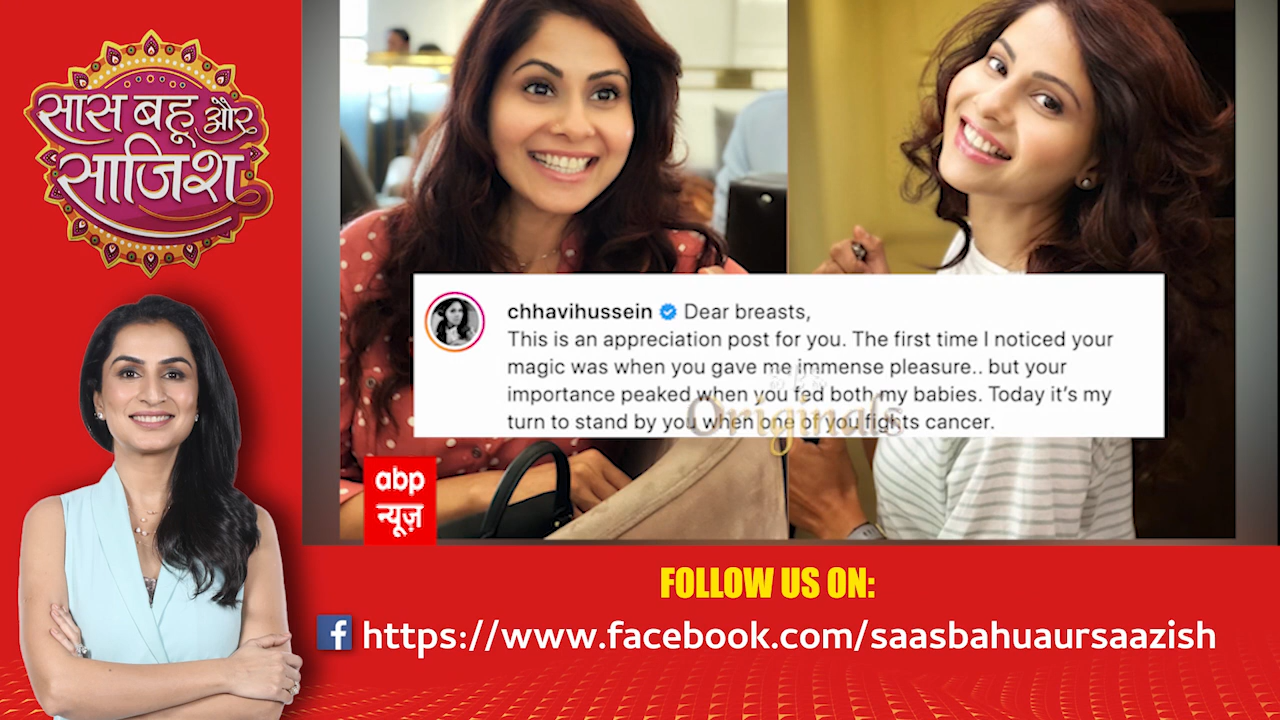 सास बहू और
साजिश
chhavihussein Dear breasts,
This is an appreciation post for you. The first time I noticed your
magic was when you gave me immense pleasure.. but your
importance peaked when you fed both my babies. Today it's my
turn to stand by you when one of you fights cancer.
Originals
abp
न्यूज़
FOLLOW US ON:
f https://www.facebook.com/saasbahuaursaazish